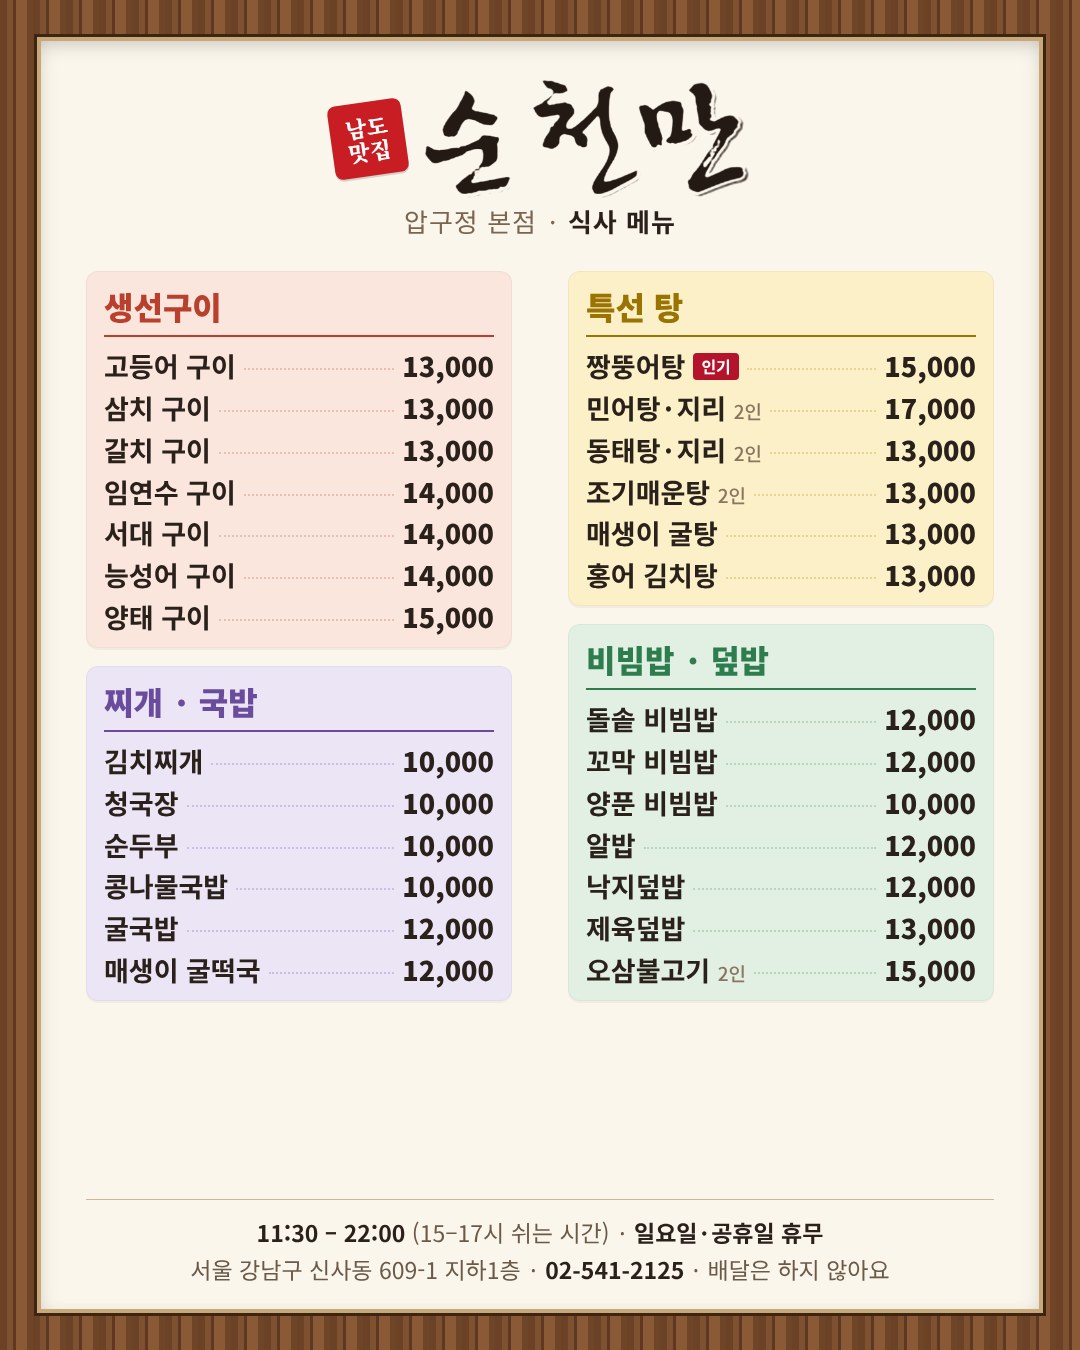 남도
맛집
순천만
압구정 본점 · 식사 메뉴
생선구이
고등어 구이 13,000
삼치 구이 13,000
갈치 구이 13,000
임연수 구이 14,000
서대 구이 14,000
능성어 구이 14,000
양태 구이 15,000
찌개 · 국밥
김치찌개 10,000
청국장 10,000
순두부 10,000
콩나물국밥 10,000
굴국밥 12,000
매생이 굴떡국 12,000
특선 탕
짱뚱어탕 인기 15,000
민어탕·지리 2인 17,000
동태탕·지리 2인 13,000
조기매운탕 2인 13,000
매생이 굴탕 13,000
홍어 김치탕 13,000
비빔밥 · 덮밥
돌솥 비빔밥 12,000
꼬막 비빔밥 12,000
양푼 비빔밥 10,000
알밥 12,000
낙지덮밥 12,000
제육덮밥 13,000
오삼불고기 2인 15,000
11:30 – 22:00 (15–17시 쉬는 시간) · 일요일·공휴일 휴무
서울 강남구 신사동 609-1 지하1층 · 02-541-2125 · 배달은 하지 않아요